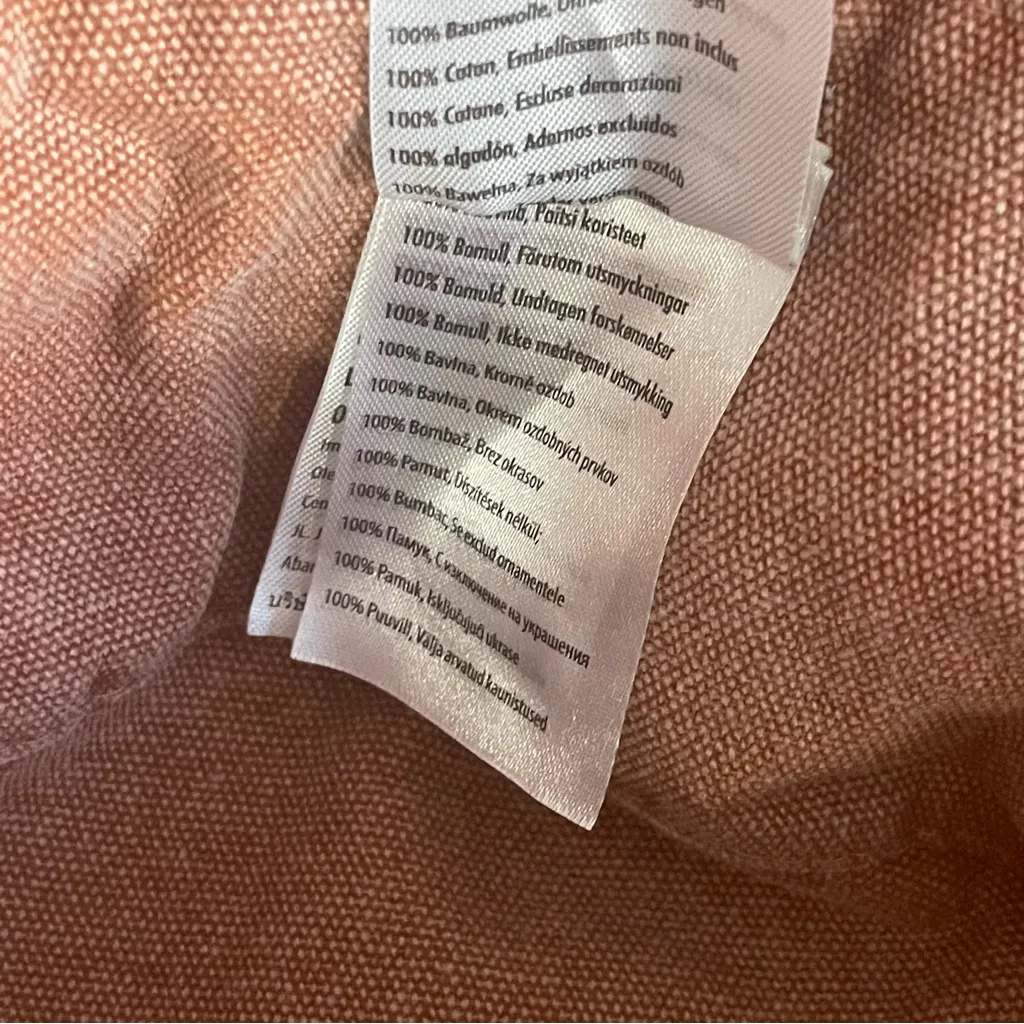 100% Baumwolle,
100% Coton, Embellissements non inclus
100% Cotone, Escluse decorazioni
100% algodón, Adornos excluidos
100% Bawełna, Za wyjątkiem ozdób
Paitsi koristeet
100% Bomull, Förutom utsmyckningar
100% Bomuld, Undtagen forskønnelser
100% Bomull, Ikke medregnet utsmykking
100% Bavlna, Kromě ozdob
100% Bavlna, Okrem ozdobných prvkov
100% Bombaž, Brez okrasov
100% Pamut, Díszítések nélkül;
100% Bumbac, Se exclud ornamentele
100% Памук, С изключение на украшения
100% Pamuk, Isključujući ukrase
100% Puuvill, Välja arvatud kaunistused
Cen
Abar